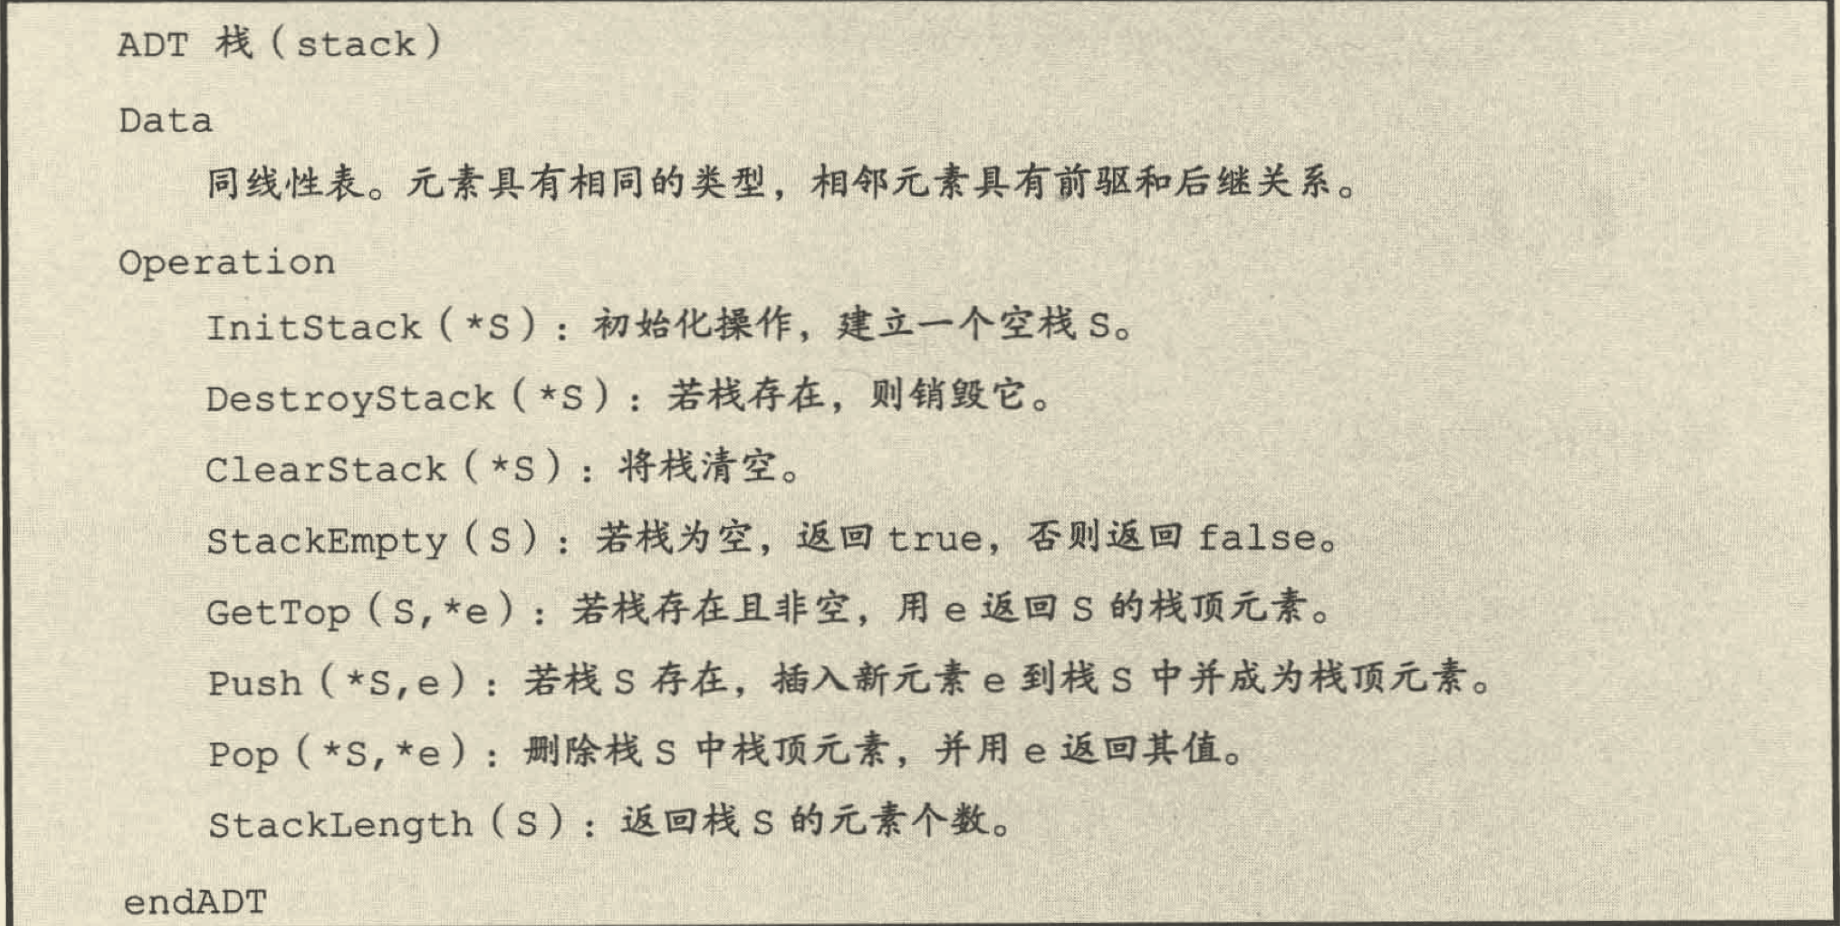 ADT 栈(stack)
Data
同线性表。元素具有相同的类型，相邻元素具有前驱和后继关系。
Operation
InitStack(*S)：初始化操作，建立一个空栈S。
DestroyStack(*S)：若栈存在，则销毁它。
ClearStack(*S)：将栈清空。
StackEmpty(S)：若栈为空，返回true，否则返回false。
GetTop(S,*e)：若栈存在且非空，用e返回S的栈顶元素。
Push(*S,e)：若栈S存在，插入新元素e到栈S中并成为栈顶元素。
Pop(*S,*e)：删除栈S中栈顶元素，并用e返回其值。
StackLength(S)：返回栈S的元素个数。
endADT